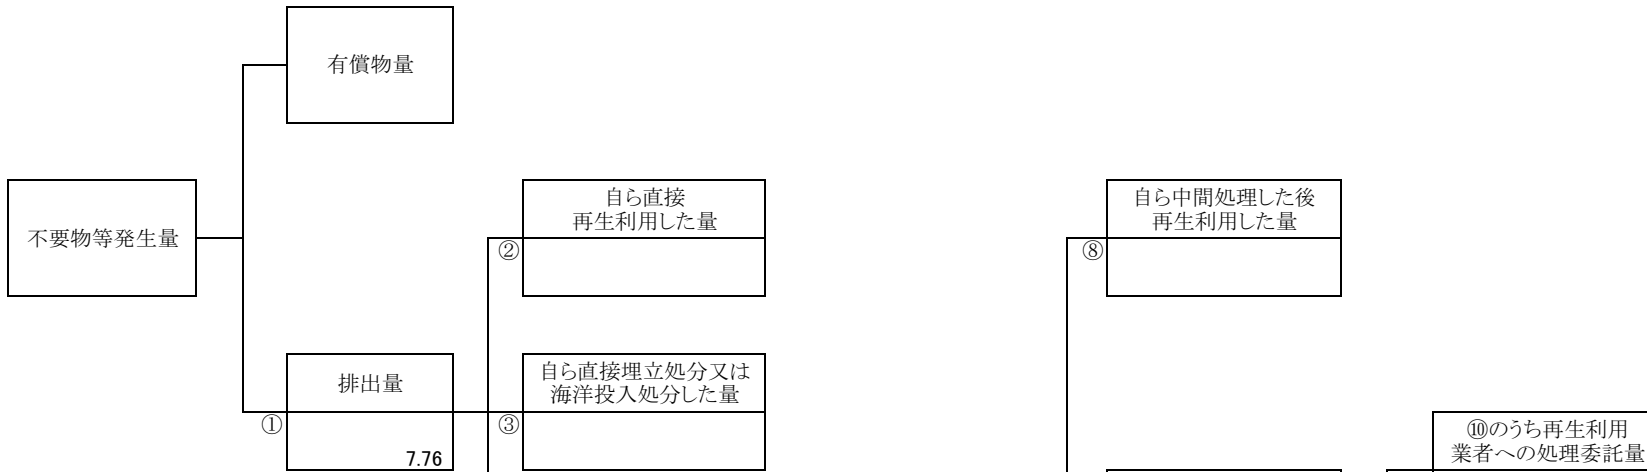 有償物量
不要物等発生量
自ら直接
再生利用した量
②
自ら中間処理した後
再生利用した量
⑧
排出量
①
7.76
自ら直接埋立処分又は
海洋投入処分した量
③
⑩のうち再生利用
業者への処理委託量